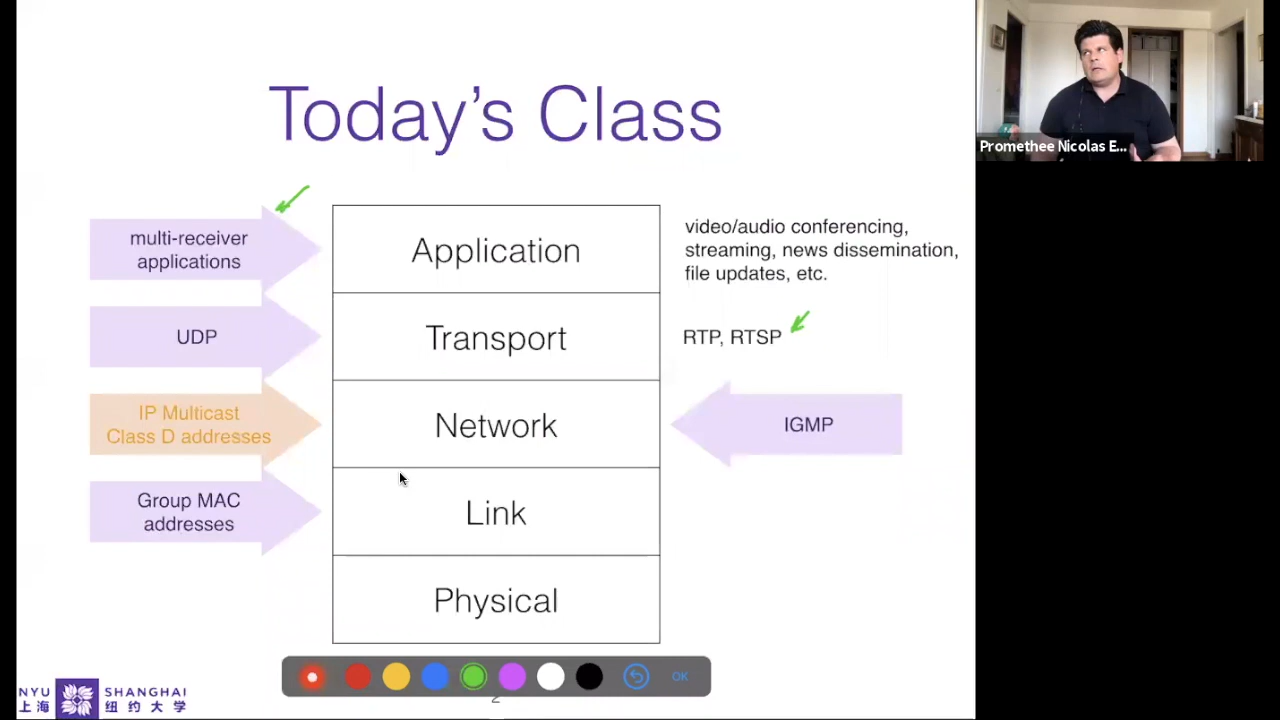 Today's Class
multi-receiver
applications
Application
video/audio conferencing,
streaming, news dissemination,
file updates, etc.
UDP
Transport
RTP, RTSP
IP Multicast
Class D addresses
Network
IGMP
Group MAC
addresses
Link
Physical
OK
2
NYU
上海
SHANGHAI
纽约大学
Promethee Nicolas E...